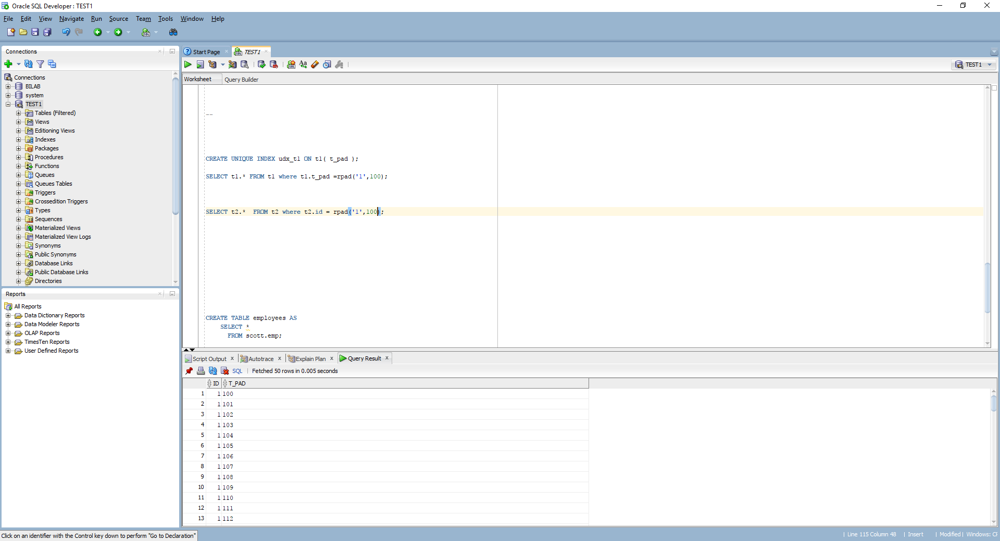 Oracle SQL Developer : TEST1
File Edit View Navigate Run Source Team Tools Window Help
Connections
Connections
BILAB
system
TEST1
Tables (Filtered)
Views
Editioning Views
Indexes
Packages
Procedures
Functions
Queues
Queues Tables
Triggers
Crossedition Triggers
Types
Sequences
Materialized Views
Materialized View Logs
Synonyms
Public Synonyms
Database Links
Public Database Links
Directories
Reports
All Reports
Data Dictionary Reports
Data Modeler Reports
OLAP Reports
TimesTen Reports
User Defined Reports
Start Page TEST1
TEST1
Worksheet Query Builder
--
CREATE UNIQUE INDEX udx_t1 ON t1( t_pad );
SELECT t1.* FROM t1 where t1.t_pad =rpad('1',100);
SELECT t2.*  FROM t2 where t2.id = rpad('1',100);
CREATE TABLE employees AS
SELECT *
FROM scott.emp;
Script Output x Autotrace x Explain Plan x Query Result x
SQL | Fetched 50 rows in 0.005 seconds
ID T_PAD
1 1 100
2 1 101
3 1 102
4 1 103
5 1 104
6 1 105
7 1 106
8 1 107
9 1 108
10 1 109
11 1 110
12 1 111
13 1 112
Click on an identifier with the Control key down to perform "Go to Declaration"
| Line 115 Column 48 | Insert | Modified | Windows: CF